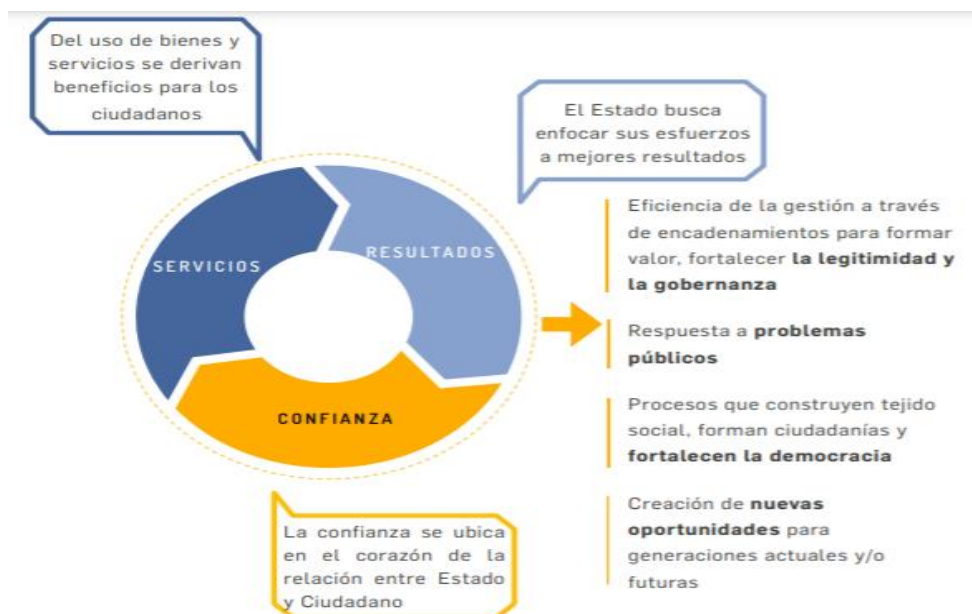 Del uso de bienes y
servicios se derivan
beneficios para los
ciudadanos
El Estado busca
enfocar sus esfuerzos
a mejores resultados
SERVICIOS
RESULTADOS
CONFIANZA
Eficiencia de la gestión a través
de encadenamientos para formar
valor, fortalecer la legitimidad y
la gobernanza
Respuesta a problemas
públicos
Procesos que construyen tejido
social, forman ciudadanías y
fortalecen la democracia
Creación de nuevas
oportunidades para
generaciones actuales y/o
futuras
La confianza se ubica
en el corazón de la
relación entre Estado
y Ciudadano